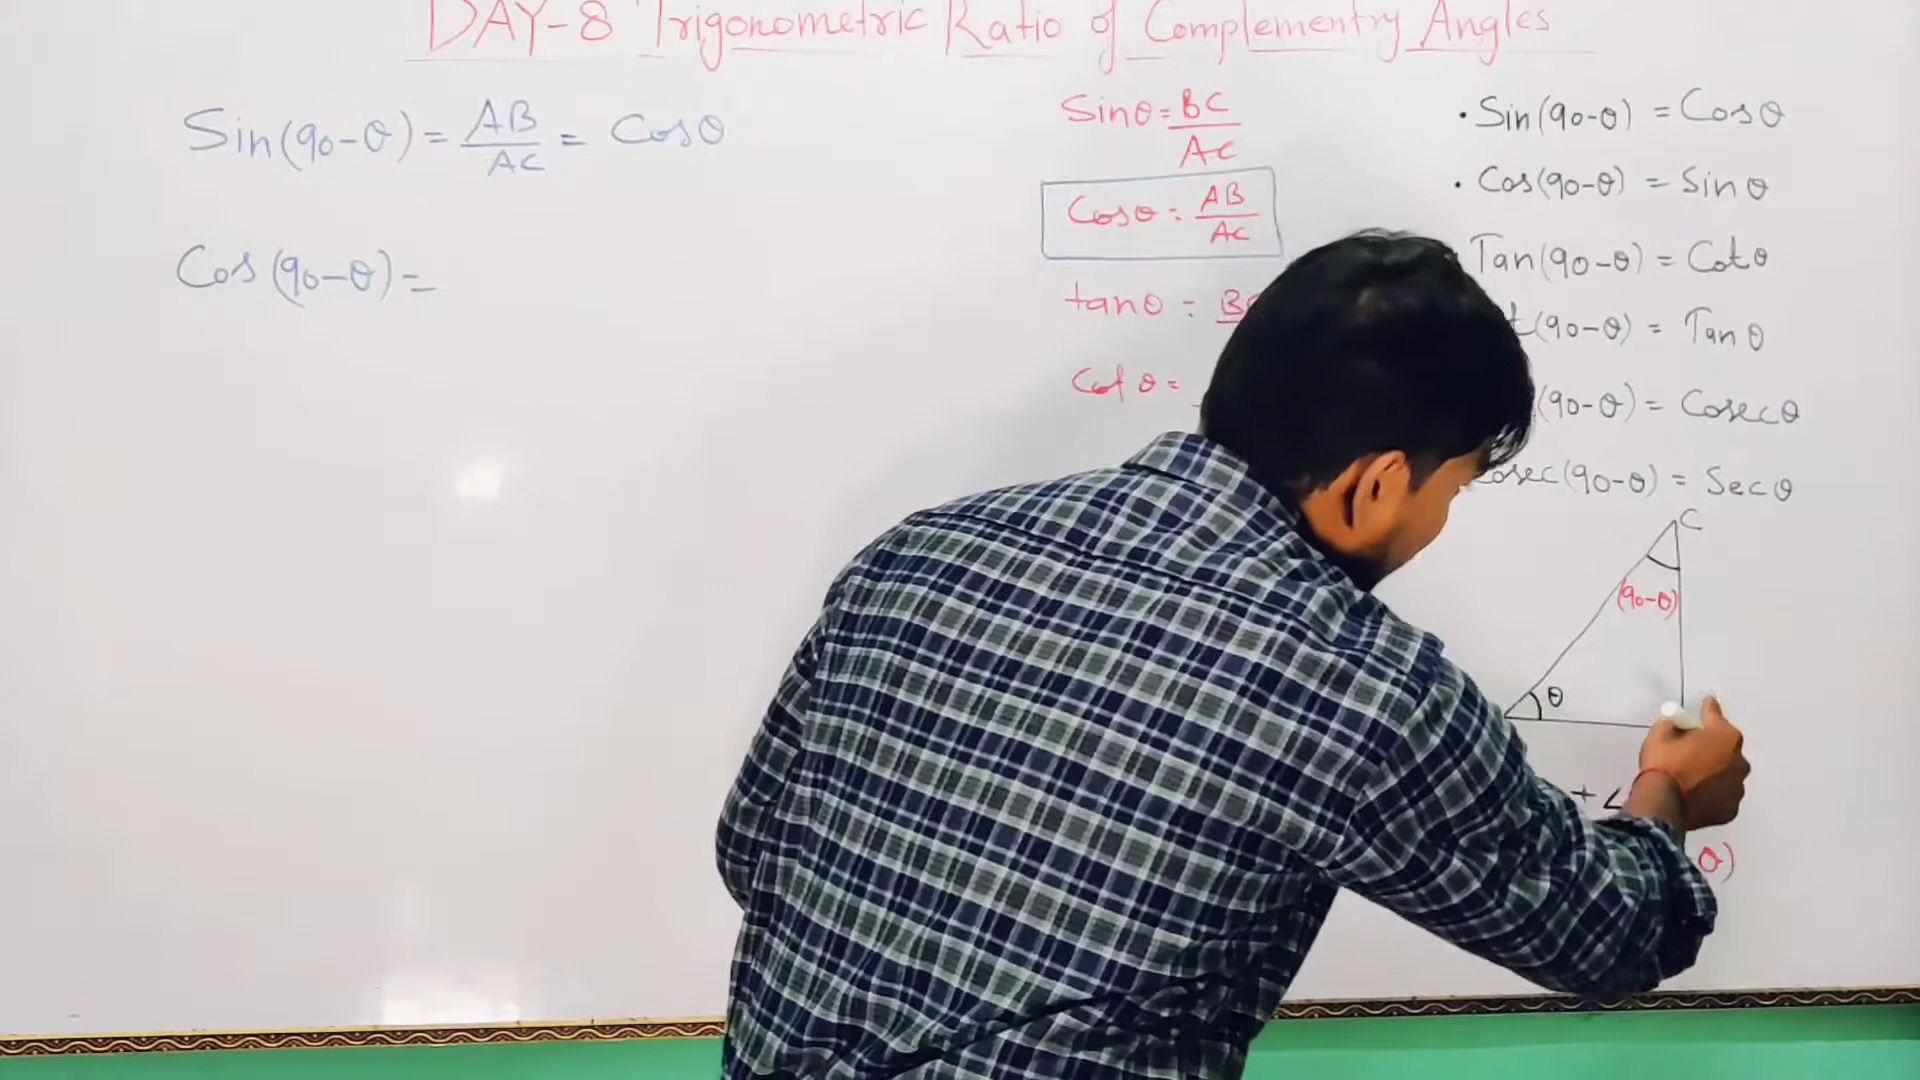 DAY-8 Trigonometric Ratio of Complementry Angles
Sin(90-θ) = AB/AC = Cosθ
Cos(90-θ) =
Sinθ = BC/AC
Cosθ = AB/AC
tanθ =
Cotθ =
• Sin(90-θ) = Cosθ
• Cos(90-θ) = Sinθ
Tan(90-θ) = Cotθ
(90-θ) = Tanθ
(90-θ) = Cosecθ
Cosec(90-θ) = Secθ
C
(90-θ)
θ
+ ∠
θ)